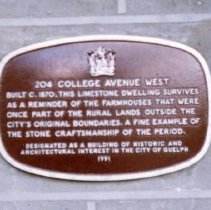 204 COLLEGE AVENUE WEST
BUILT C. 1870, THIS LIMESTONE DWELLING SURVIVES
AS A REMINDER OF THE FARMHOUSES THAT WERE
ONCE PART OF THE RURAL LANDS OUTSIDE THE
CITY'S ORIGINAL BOUNDARIES. A FINE EXAMPLE OF
THE STONE CRAFTSMANSHIP OF THE PERIOD.
DESIGNATED AS A BUILDING OF HISTORIC AND
ARCHITECTURAL INTEREST IN THE CITY OF GUELPH
1991